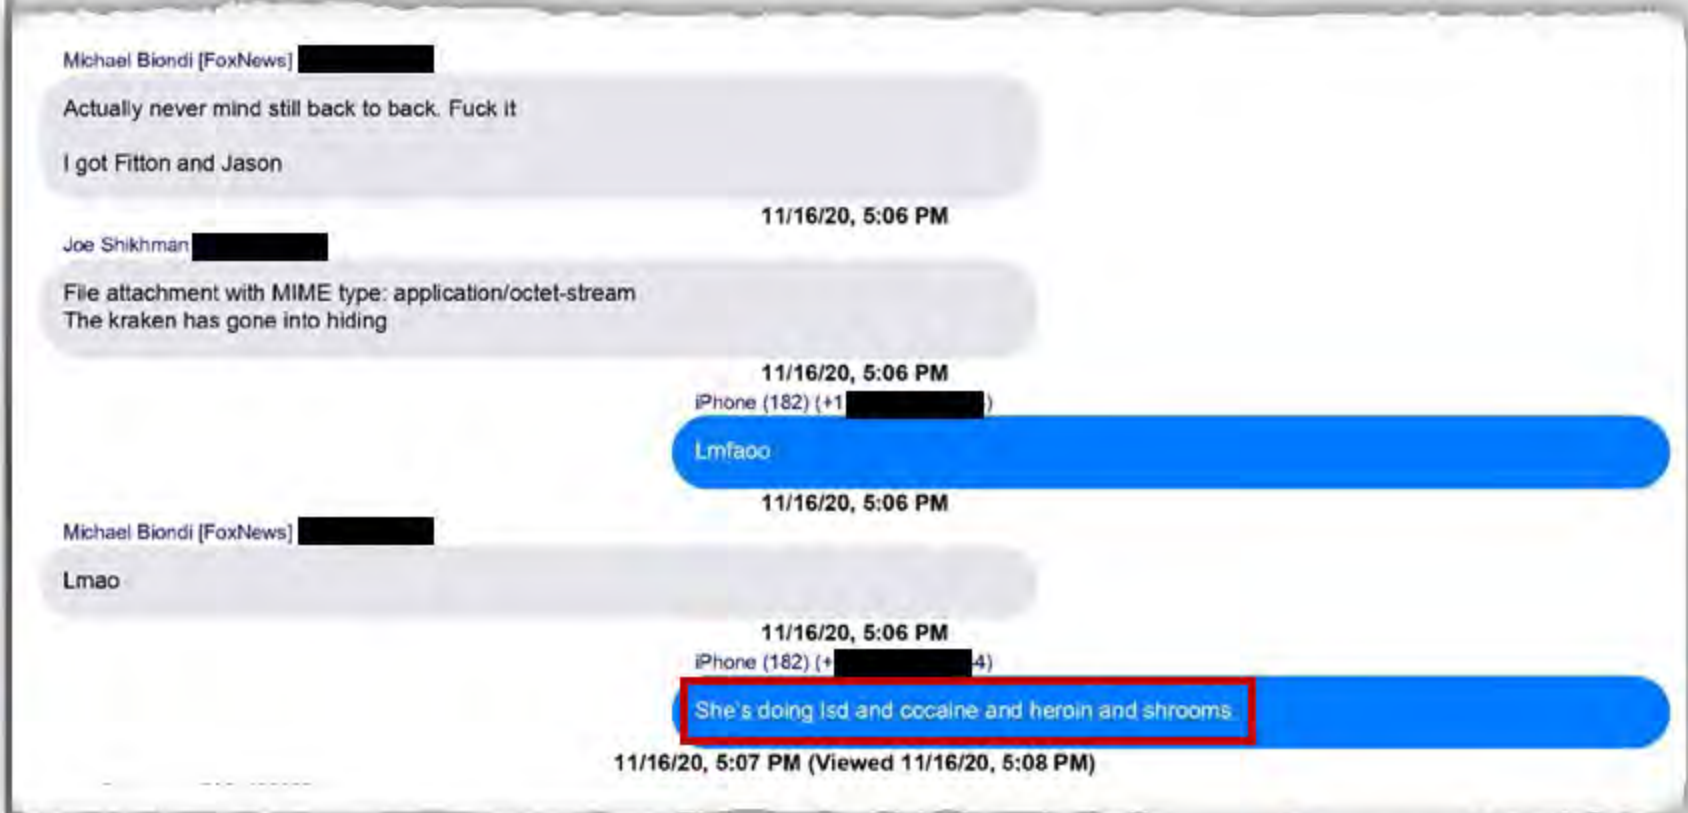 Michael Biondi [FoxNews]
Actually never mind still back to back. Fuck it
I got Fitton and Jason
11/16/20, 5:06 PM
Joe Shikhman
File attachment with MIME type: application/octet-stream
The kraken has gone into hiding
11/16/20, 5:06 PM
iPhone (182) (+1 )
Lmfaoo
11/16/20, 5:06 PM
Michael Biondi [FoxNews]
Lmao
11/16/20, 5:06 PM
iPhone (182) (+ 4)
She's doing lsd and cocaine and heroin and shrooms
11/16/20, 5:07 PM (Viewed 11/16/20, 5:08 PM)